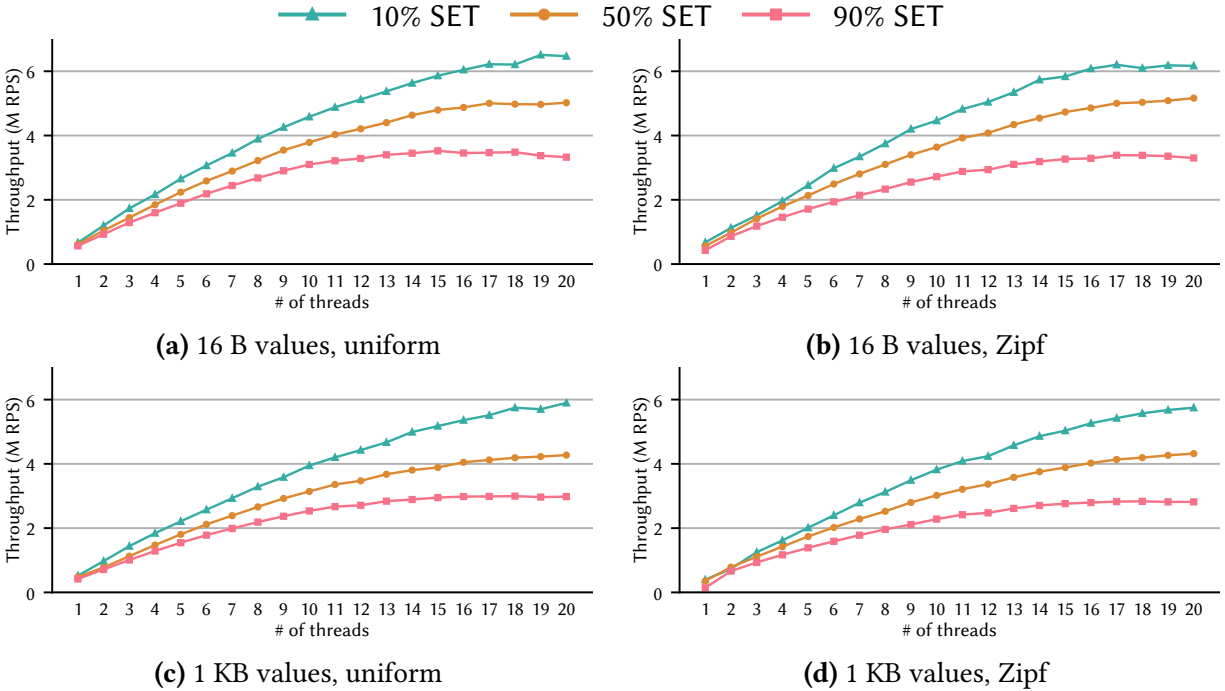 10% SET 50% SET 90% SET
Throughput (M RPS)
6
4
2
0
1 2 3 4 5 6 7 8 9 10 11 12 13 14 15 16 17 18 19 20
# of threads
(a) 16 B values, uniform
Throughput (M RPS)
6
4
2
0
1 2 3 4 5 6 7 8 9 10 11 12 13 14 15 16 17 18 19 20
# of threads
(b) 16 B values, Zipf
Throughput (M RPS)
6
4
2
0
1 2 3 4 5 6 7 8 9 10 11 12 13 14 15 16 17 18 19 20
# of threads
(c) 1 KB values, uniform
Throughput (M RPS)
6
4
2
0
1 2 3 4 5 6 7 8 9 10 11 12 13 14 15 16 17 18 19 20
# of threads
(d) 1 KB values, Zipf